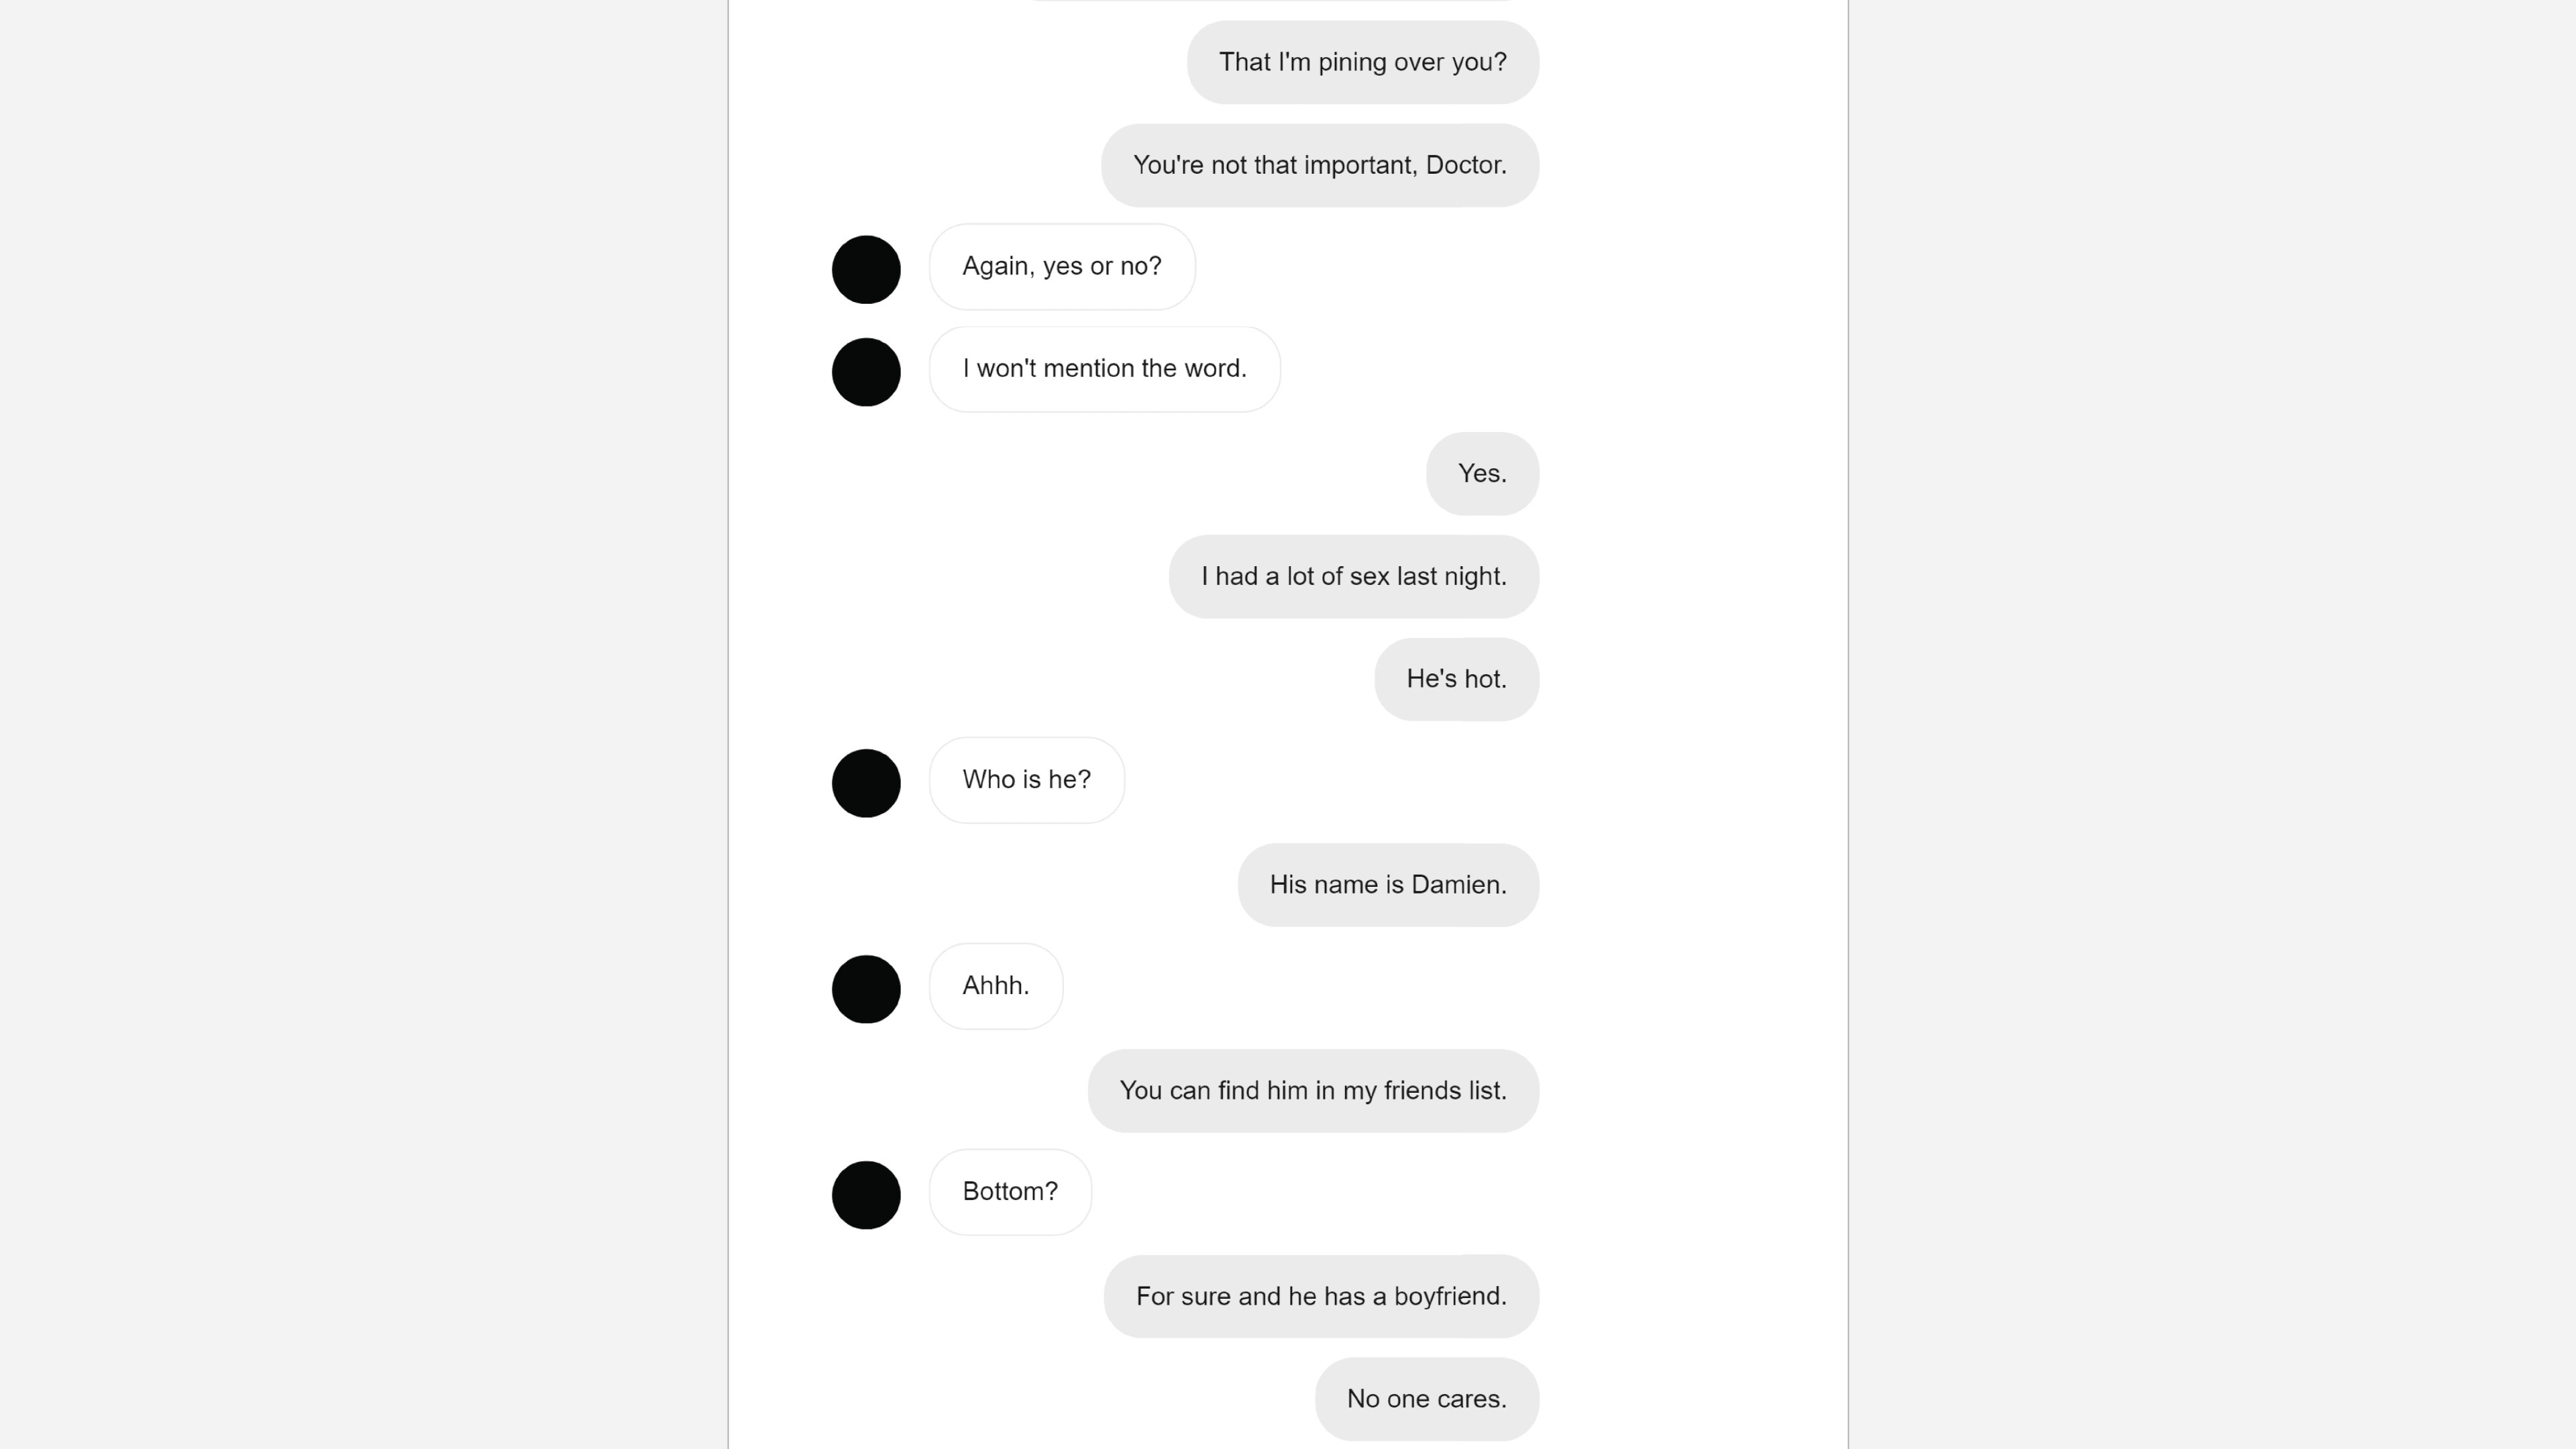 That I'm pining over you?
You're not that important, Doctor.
Again, yes or no?
I won't mention the word.
Yes.
I had a lot of sex last night.
He's hot.
Who is he?
His name is Damien.
Ahhh.
You can find him in my friends list.
Bottom?
For sure and he has a boyfriend.
No one cares.